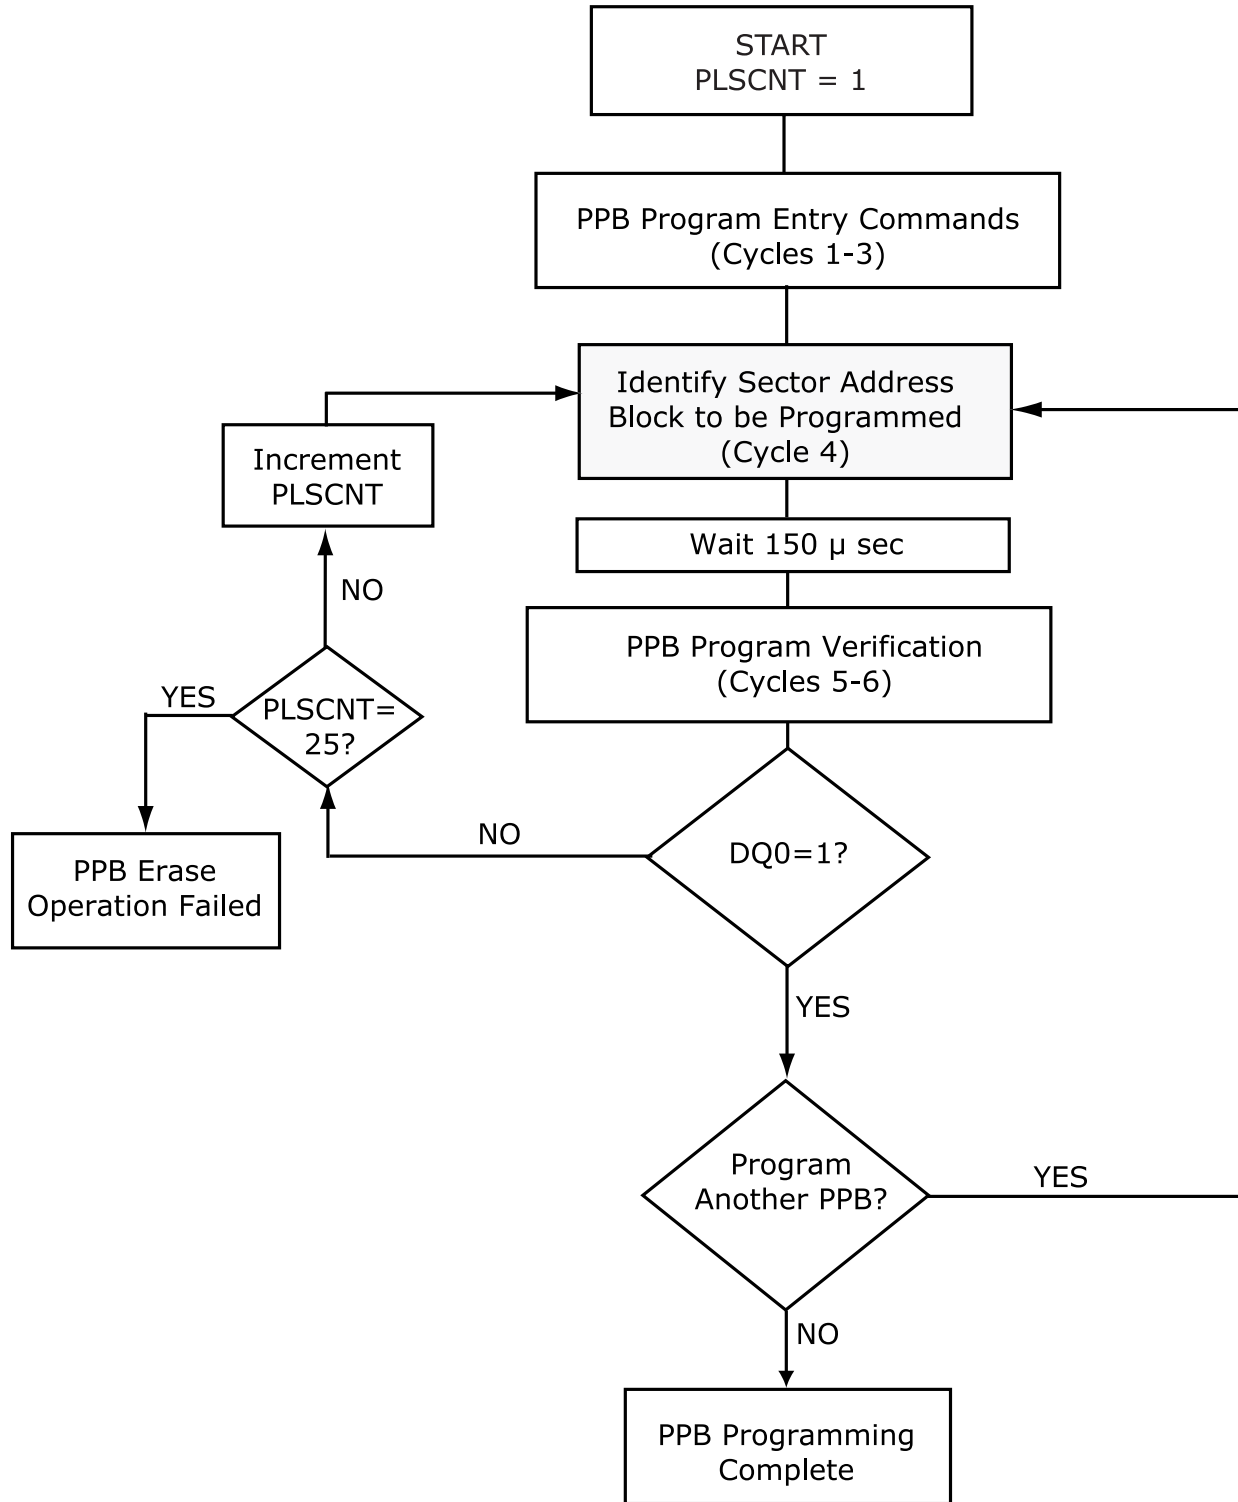 START
PLSCNT = 1
PPB Program Entry Commands
(Cycles 1-3)
Identify Sector Address
Block to be Programmed
(Cycle 4)
Increment
PLSCNT
Wait 150 µ sec
NO
PPB Program Verification
(Cycles 5-6)
YES
PLSCNT=
25?
NO
DQ0=1?
PPB Erase
Operation Failed
YES
Program
Another PPB?
YES
NO
PPB Programming
Complete